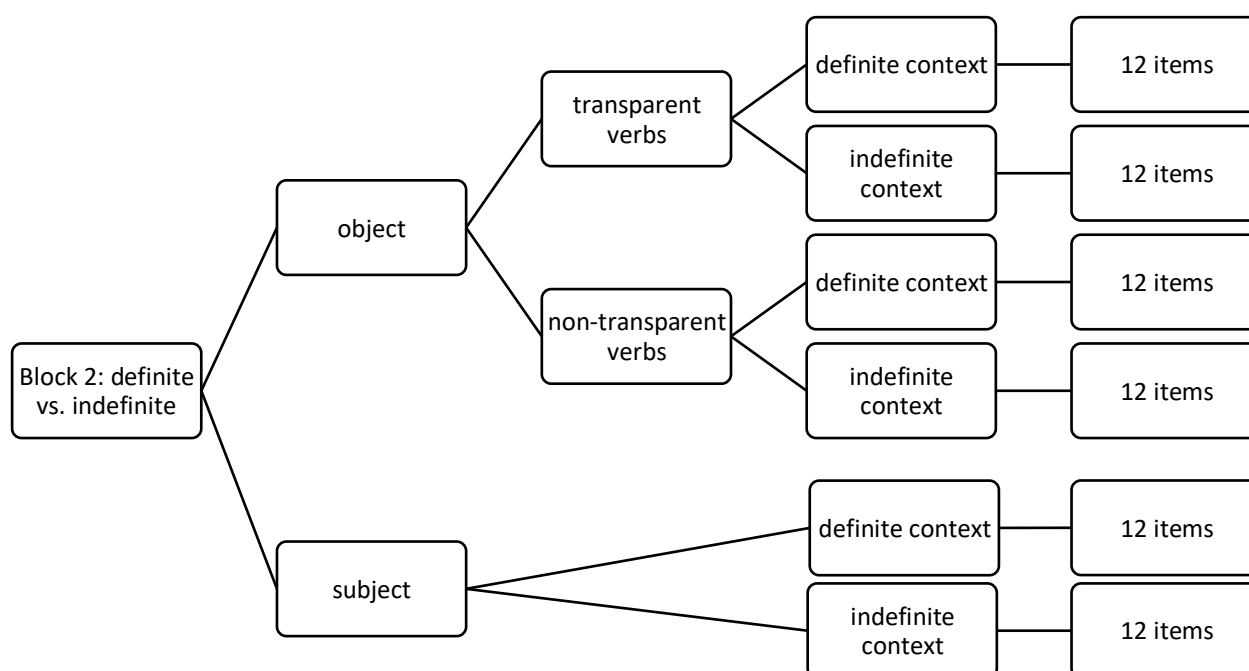 definite context
12 items
transparent
verbs
indefinite
context
12 items
object
definite context
12 items
non-transparent
verbs
indefinite
context
12 items
Block 2: definite
vs. indefinite
definite context
12 items
subject
indefinite
context
12 items